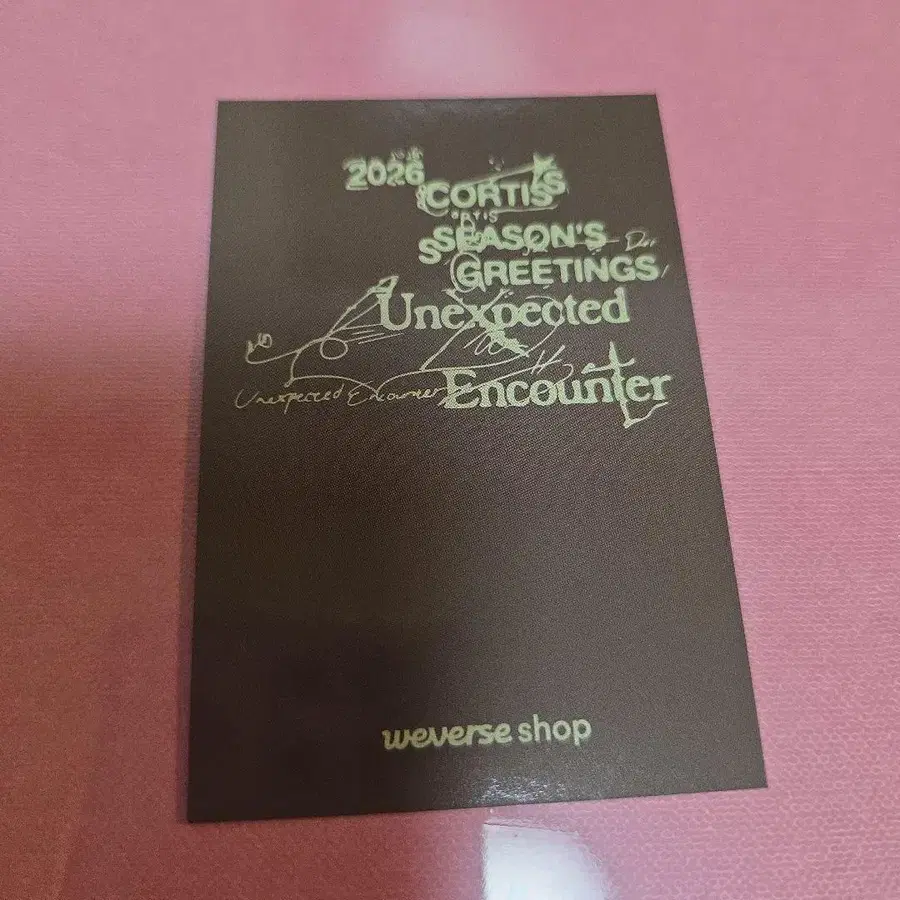 2026
CORTIS
SEASON'S
GREETINGS
Unexpected
Unexpected Encounter
Encounter
weverse shop